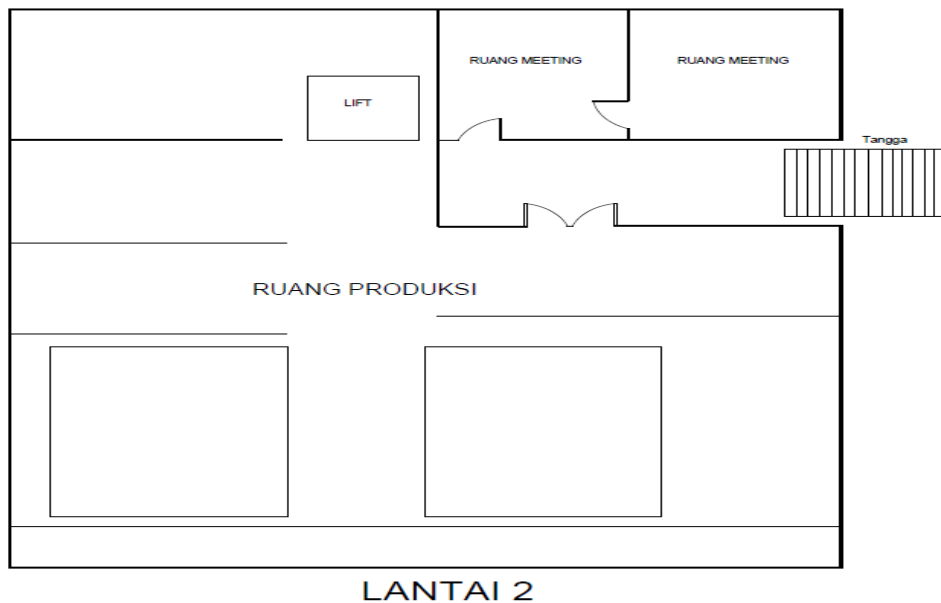 RUANG MEETING
RUANG MEETING
LIFT
Tangga
RUANG PRODUKSI
LANTAI 2